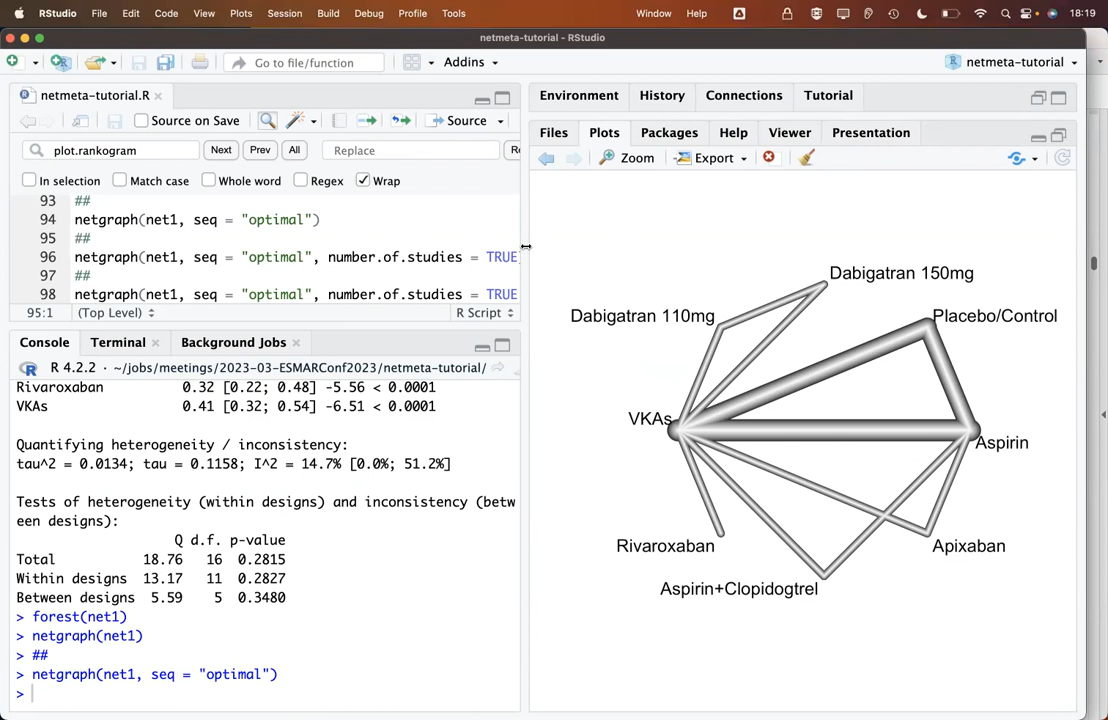 RStudio File Edit Code View Plots Session Build Debug Profile Tools Window Help 18:19
netmeta-tutorial - RStudio
Go to file/function Addins netmeta-tutorial
netmeta-tutorial.R
Source on Save Source
plot.rankogram Next Prev All Replace Re
In selection Match case Whole word Regex Wrap
93 ##
94 netgraph(net1, seq = "optimal")
95 ##
96 netgraph(net1, seq = "optimal", number.of.studies = TRUE
97 ##
98 netgraph(net1, seq = "optimal", number.of.studies = TRUE
95:1 (Top Level) R Script
Console Terminal Background Jobs
R 4.2.2 · ~/jobs/meetings/2023-03-ESMARConf2023/netmeta-tutorial/
Rivaroxaban 0.32 [0.22; 0.48] -5.56 < 0.0001
VKAs 0.41 [0.32; 0.54] -6.51 < 0.0001
Quantifying heterogeneity / inconsistency:
tau^2 = 0.0134; tau = 0.1158; I^2 = 14.7% [0.0%; 51.2%]
Tests of heterogeneity (within designs) and inconsistency (betw
een designs):
Q d.f. p-value
Total 18.76 16 0.2815
Within designs 13.17 11 0.2827
Between designs 5.59 5 0.3480
> forest(net1)
> netgraph(net1)
> ##
> netgraph(net1, seq = "optimal")
>
Environment History Connections Tutorial
Files Plots Packages Help Viewer Presentation
Zoom Export
Dabigatran 150mg
Dabigatran 110mg
Placebo/Control
VKAs
Aspirin
Rivaroxaban
Apixaban
Aspirin+Clopidogtrel